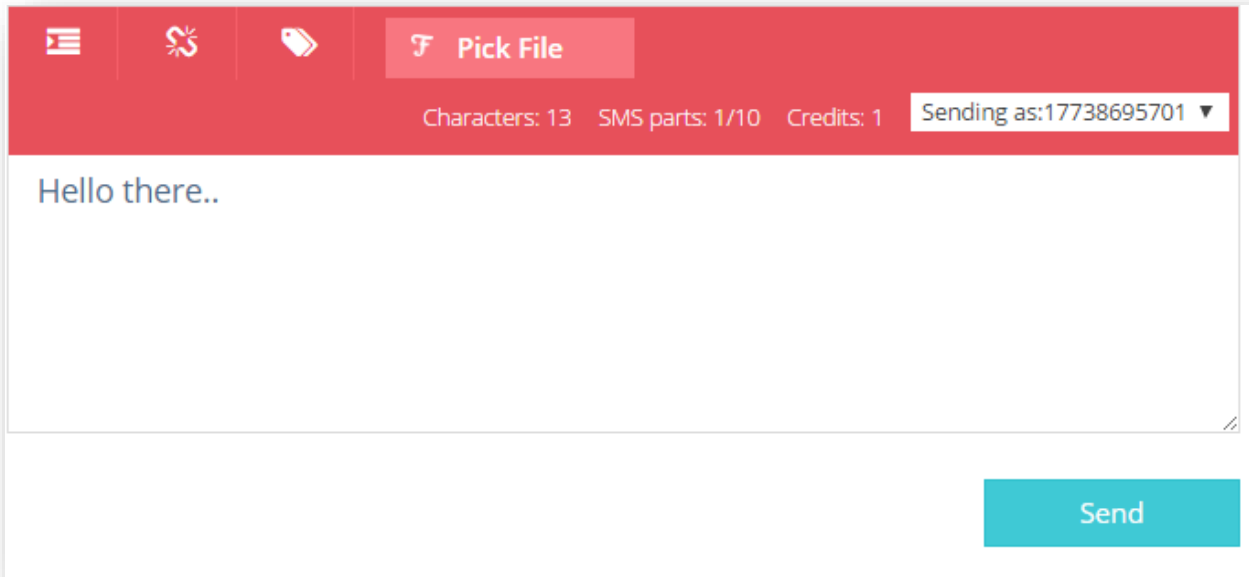 Pick File
Characters: 13 SMS parts: 1/10 Credits: 1 Sending as:17738695701
Hello there..
Send